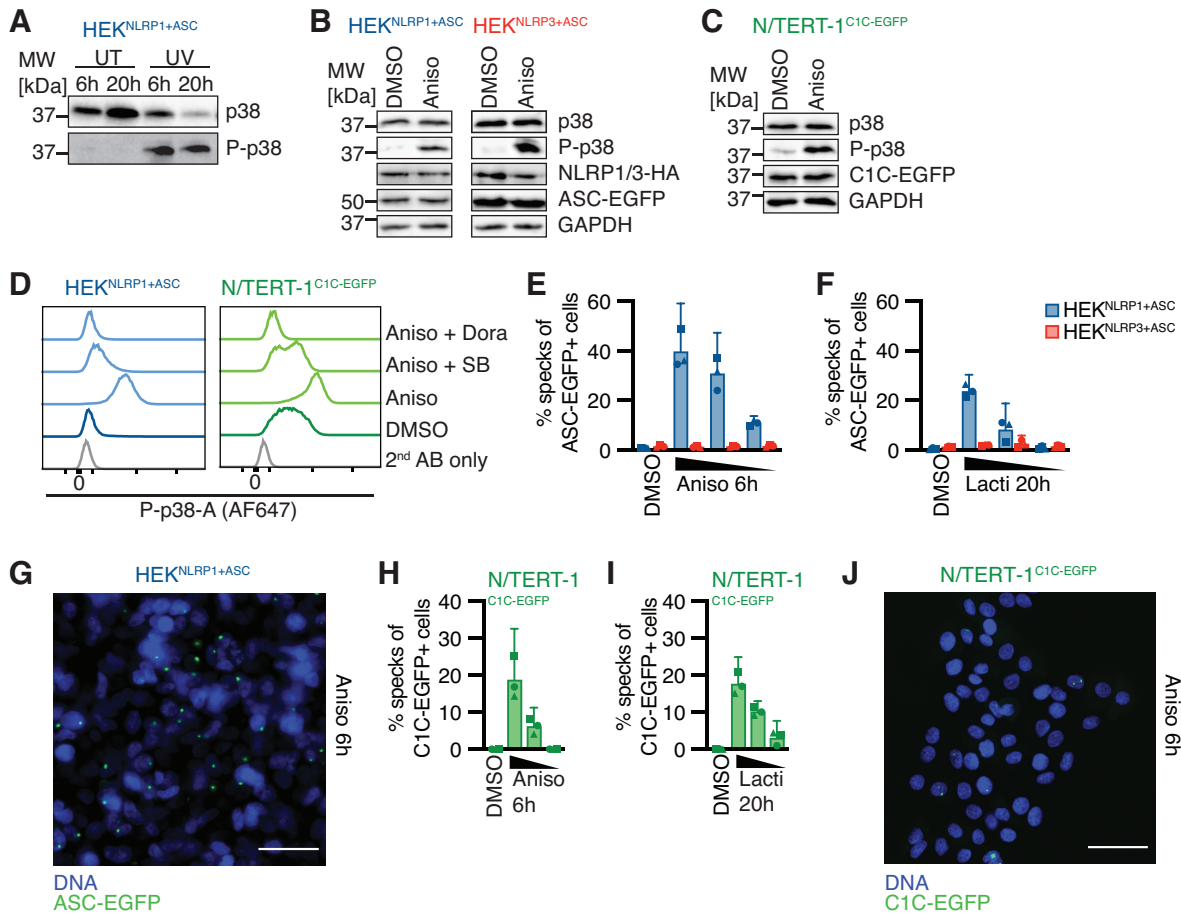 A
HEK^NLRP1+ASC
MW
[kDa]
UT UV
6h 20h 6h 20h
37 p38
37 P-p38
B
HEK^NLRP1+ASC HEK^NLRP3+ASC
MW
[kDa]
DMSO Aniso DMSO Aniso
37 p38
37 P-p38
NLRP1/3-HA
50 ASC-EGFP
37 GAPDH
C
N/TERT-1^C1C-EGFP
MW
[kDa]
DMSO Aniso
37 p38
37 P-p38
37 C1C-EGFP
37 GAPDH
D
HEK^NLRP1+ASC N/TERT-1^C1C-EGFP
Aniso + Dora
Aniso + SB
Aniso
DMSO
2nd AB only
0 0
P-p38-A (AF647)
E
% specks of
ASC-EGFP+ cells
60
40
20
0
DMSO
Aniso 6h
F
% specks of
ASC-EGFP+ cells
60
40
20
0
DMSO
Lacti 20h
HEK^NLRP1+ASC
HEK^NLRP3+ASC
G
HEK^NLRP1+ASC
Aniso 6h
DNA
ASC-EGFP
H
N/TERT-1
C1C-EGFP
% specks of
C1C-EGFP+ cells
40
30
20
10
0
DMSO
Aniso
6h
I
N/TERT-1
C1C-EGFP
% specks of
C1C-EGFP+ cells
40
30
20
10
0
DMSO
Lacti
20h
J
N/TERT-1^C1C-EGFP
Aniso 6h
DNA
C1C-EGFP